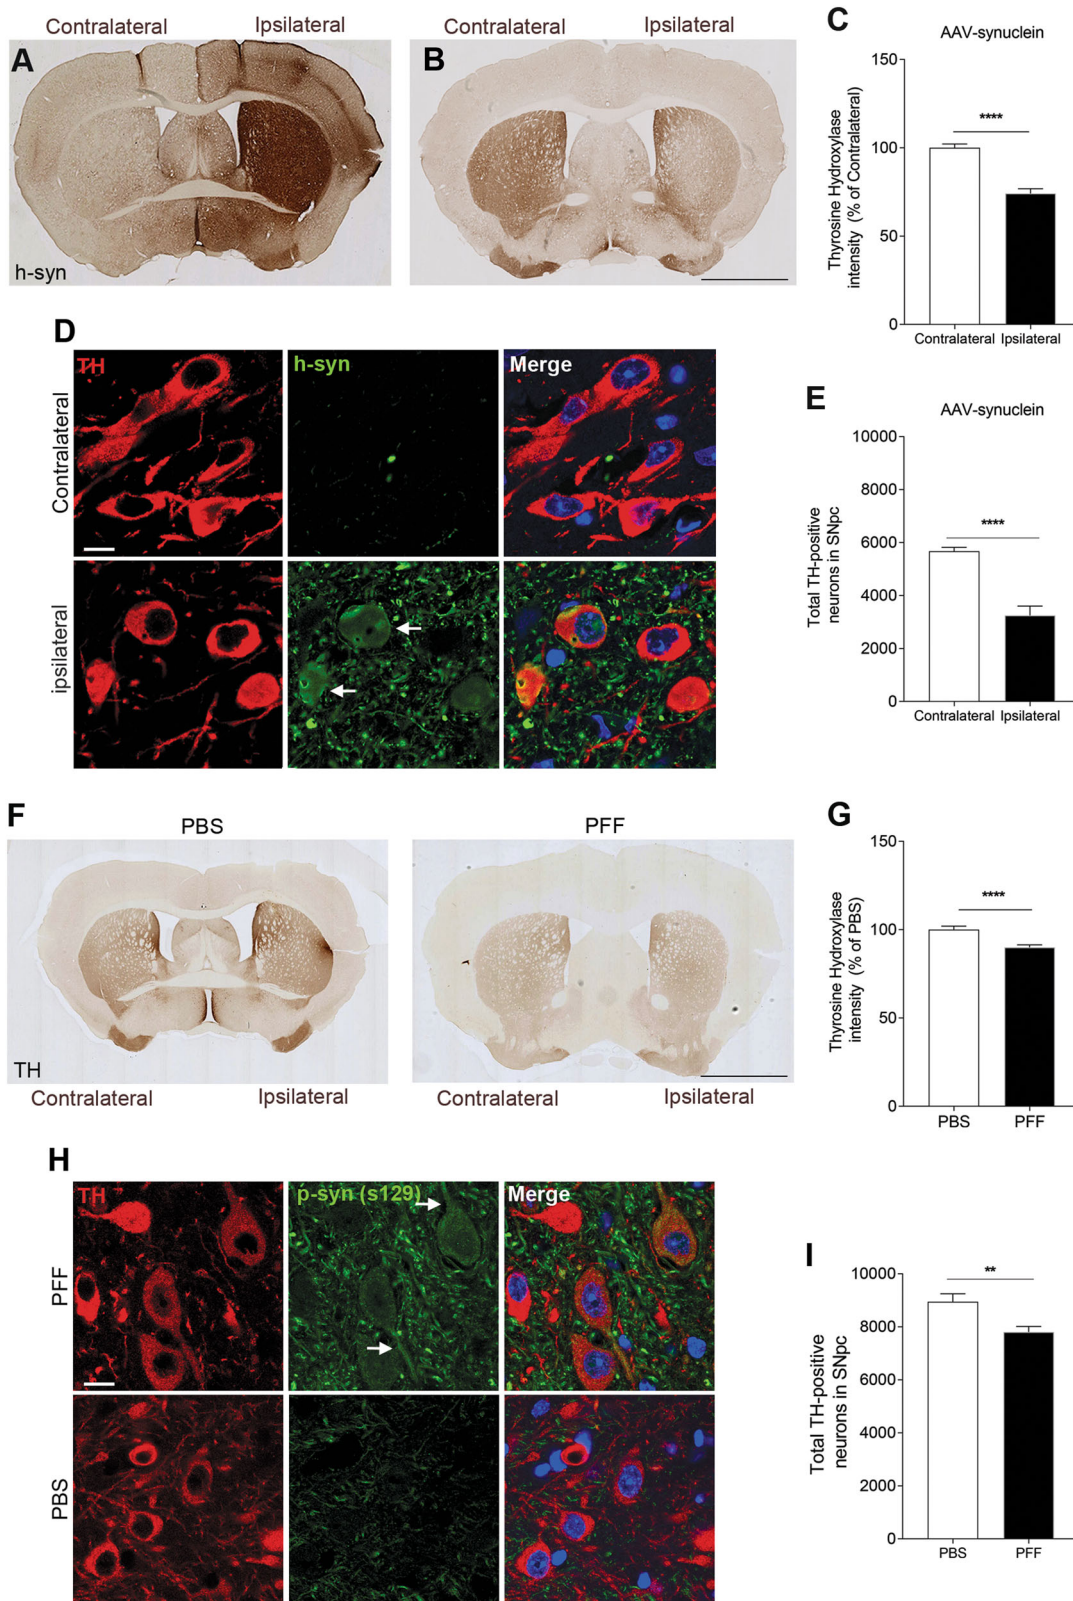 Contralateral Ipsilateral
A
h-syn
Contralateral Ipsilateral
B
C
AAV-synuclein
Thyrosine Hydroxylase
intensity (% of Contralateral)
150
100
50
0
****
Contralateral Ipsilateral
D
TH
h-syn
Merge
Contralateral
ipsilateral
E
AAV-synuclein
Total TH-positive
neurons in SNpc
10000
8000
6000
4000
2000
0
****
Contralateral Ipsilateral
F
PBS
PFF
TH
Contralateral Ipsilateral
Contralateral Ipsilateral
G
Thyrosine Hydroxylase
intensity (% of PBS)
150
100
50
0
****
PBS PFF
H
TH
p-syn (s129)
Merge
PFF
PBS
I
Total TH-positive
neurons in SNpc
10000
8000
6000
4000
2000
0
**
PBS PFF